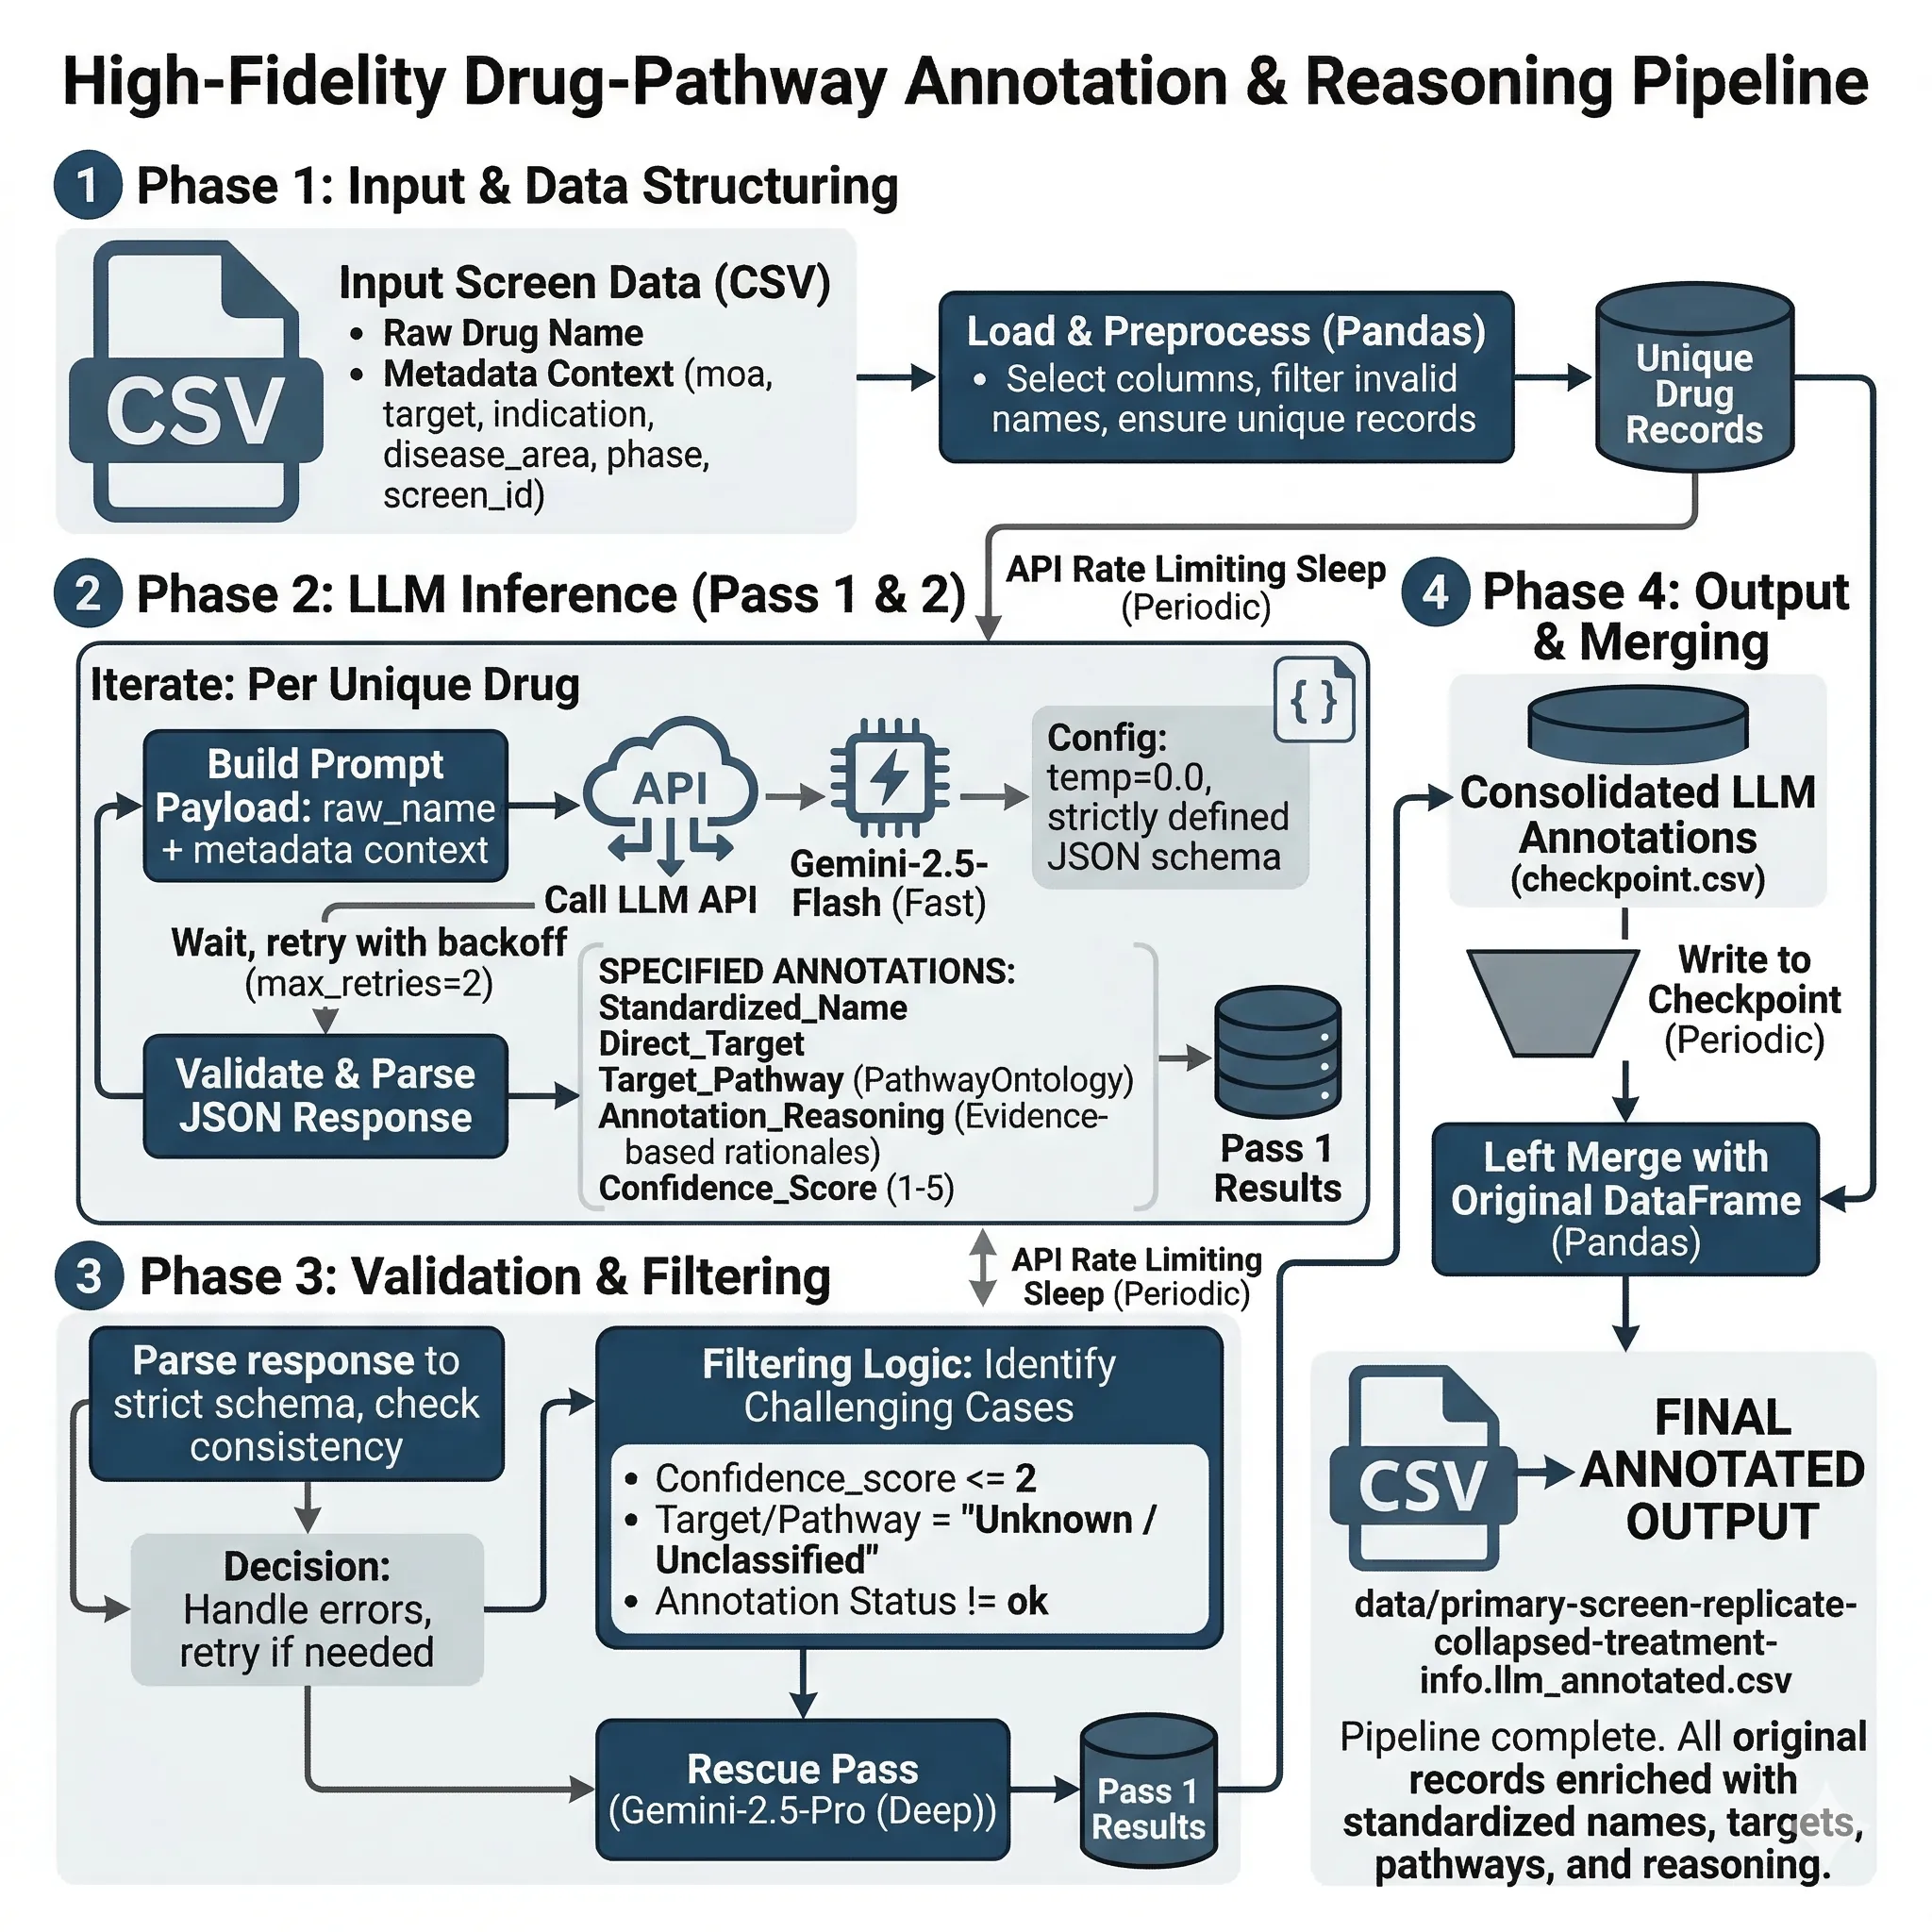 High-Fidelity Drug-Pathway Annotation & Reasoning Pipeline
1 Phase 1: Input & Data Structuring
CSV
Input Screen Data (CSV)
• Raw Drug Name
• Metadata Context (moa,
target, indication,
disease_area, phase,
screen_id)
Load & Preprocess (Pandas)
• Select columns, filter invalid
names, ensure unique records
Unique
Drug
Records
2 Phase 2: LLM Inference (Pass 1 & 2)
API Rate Limiting Sleep
(Periodic)
Iterate: Per Unique Drug
{ }
Build Prompt
Payload: raw_name
+ metadata context
API
Call LLM API
Gemini-2.5-
Flash (Fast)
Config:
temp=0.0,
strictly defined
JSON schema
Wait, retry with backoff
(max_retries=2)
Validate & Parse
JSON Response
SPECIFIED ANNOTATIONS:
Standardized_Name
Direct_Target
Target_Pathway (PathwayOntology)
Annotation_Reasoning (Evidence-
based rationales)
Confidence_Score (1-5)
Pass 1
Results
3 Phase 3: Validation & Filtering
API Rate Limiting
Sleep (Periodic)
Parse response to
strict schema, check
consistency
Decision:
Handle errors,
retry if needed
Filtering Logic: Identify
Challenging Cases
• Confidence_score <= 2
• Target/Pathway = "Unknown /
Unclassified"
• Annotation Status != ok
Rescue Pass
(Gemini-2.5-Pro (Deep))
Pass 1
Results
4 Phase 4: Output
& Merging
Consolidated LLM
Annotations
(checkpoint.csv)
Write to
Checkpoint
(Periodic)
Left Merge with
Original DataFrame
(Pandas)
CSV
FINAL
ANNOTATED
OUTPUT
data/primary-screen-replicate-
collapsed-treatment-
info.llm_annotated.csv
Pipeline complete. All original
records enriched with
standardized names, targets,
pathways, and reasoning.